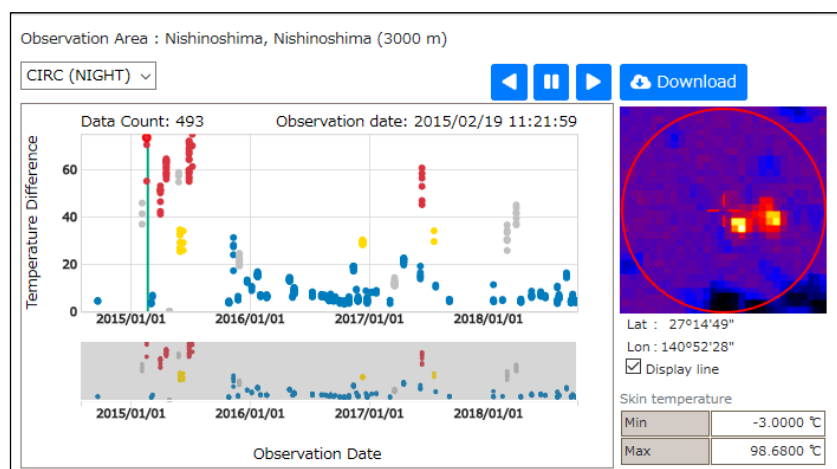 Observation Area : Nishinoshima, Nishinoshima (3000 m)
CIRC (NIGHT)
Download
Data Count: 493 Observation date: 2015/02/19 11:21:59
Temperature Difference
60
40
20
0
2015/01/01 2016/01/01 2017/01/01 2018/01/01
2015/01/01 2016/01/01 2017/01/01 2018/01/01
Observation Date
Lat : 27°14'49"
Lon : 140°52'28"
Display line
Skin temperature
Min -3.0000 ℃
Max 98.6800 ℃